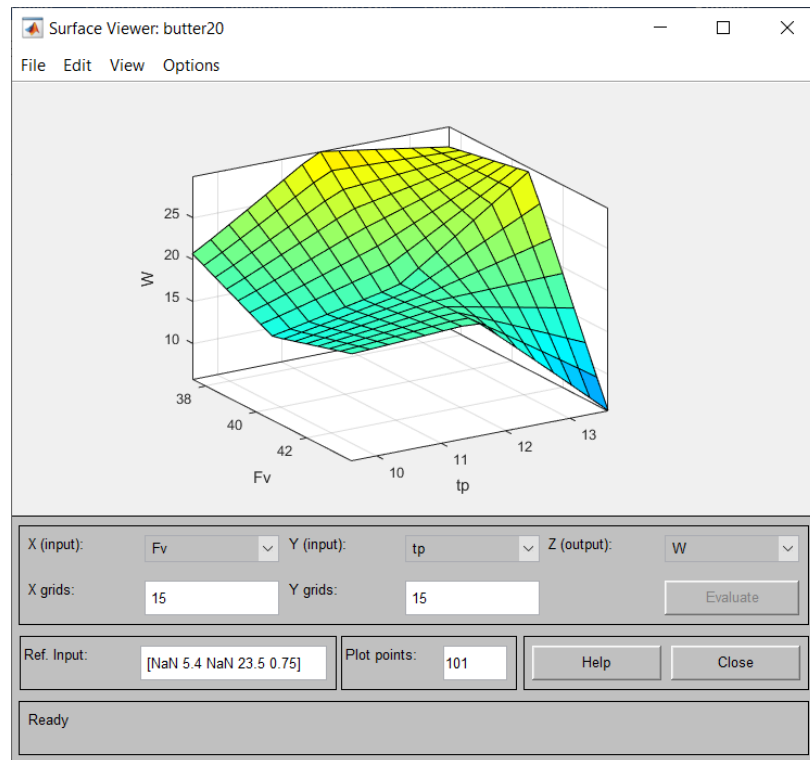 Surface Viewer: butter20
File Edit View Options
25
20
15
10
W
38
40
42
Fv
10
11
12
13
tp
X (input): Fv Y (input): tp Z (output): W
X grids: 15 Y grids: 15 Evaluate
Ref. Input: [NaN 5.4 NaN 23.5 0.75] Plot points: 101 Help Close
Ready